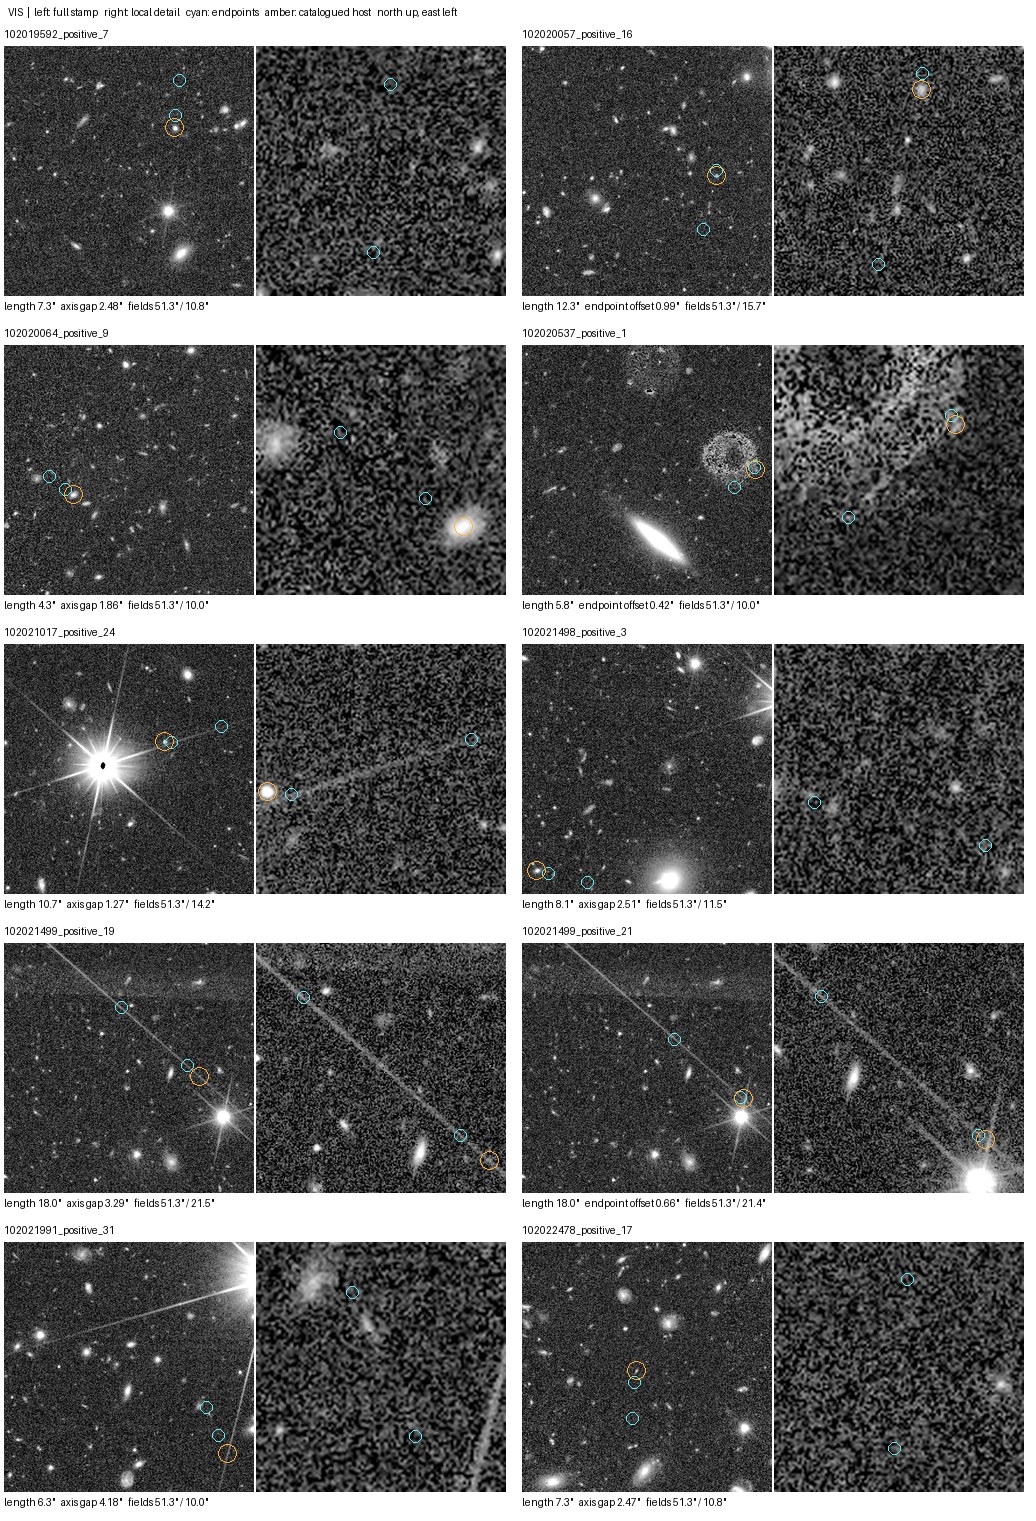 VIS | left: full stamp right: local detail cyan: endpoints amber: catalogued host north up, east left
102019592_positive_7
102020057_positive_16
length 7.3" axis gap 2.48" fields 51.3" / 10.8"
length 12.3" endpoint offset 0.99" fields 51.3" / 15.7"
102020064_positive_9
102020537_positive_1
length 4.3" axis gap 1.86" fields 51.3" / 10.0"
length 5.8" endpoint offset 0.42" fields 51.3" / 10.0"
102021017_positive_24
102021498_positive_3
length 10.7" axis gap 1.27" fields 51.3" / 14.2"
length 8.1" axis gap 2.51" fields 51.3" / 11.5"
102021499_positive_19
102021499_positive_21
length 18.0" axis gap 3.29" fields 51.3" / 21.5"
length 18.0" endpoint offset 0.66" fields 51.3" / 21.4"
102021991_positive_31
102022478_positive_17
length 6.3" axis gap 4.18" fields 51.3" / 10.0"
length 7.3" axis gap 2.47" fields 51.3" / 10.8"